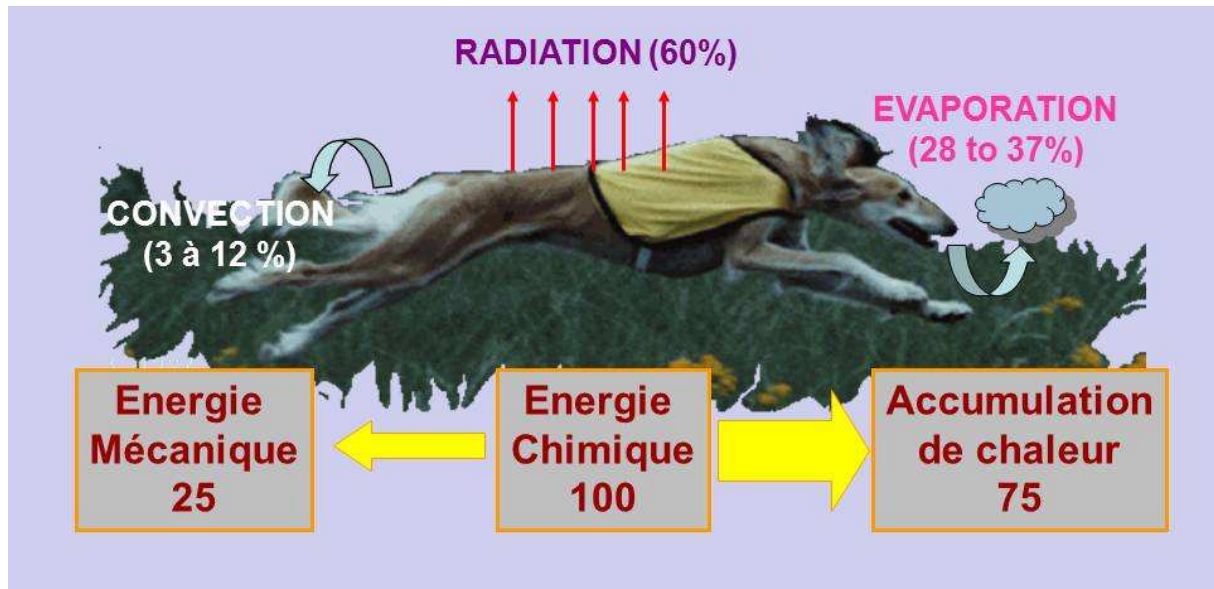 RADIATION (60%)
EVAPORATION
(28 to 37%)
CONVECTION
(3 à 12 %)
Energie
Mécanique
25
Energie
Chimique
100
Accumulation
de chaleur
75